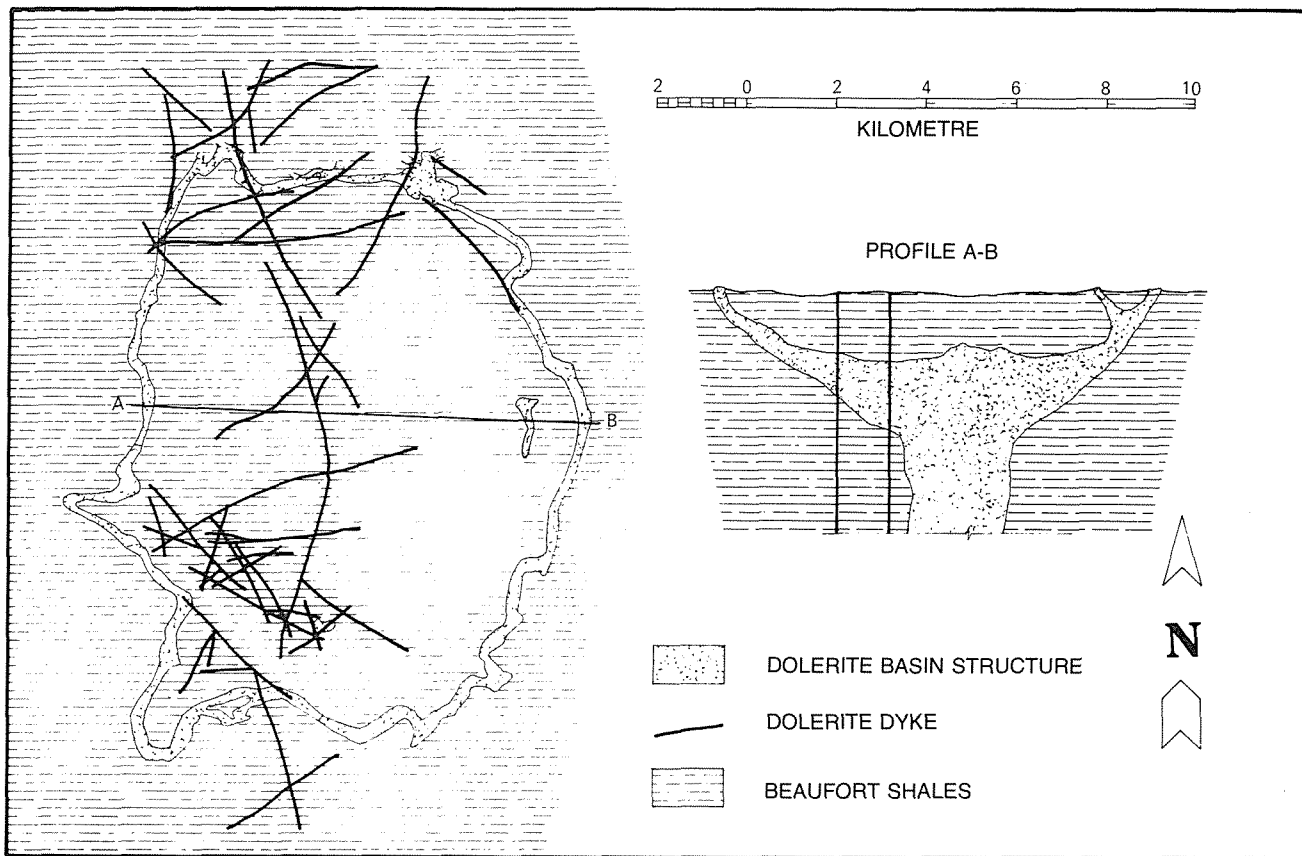 2 0 2 4 6 8 10
KILOMETRE
PROFILE A-B
A
B
N
DOLERITE BASIN STRUCTURE
DOLERITE DYKE
BEAUFORT SHALES